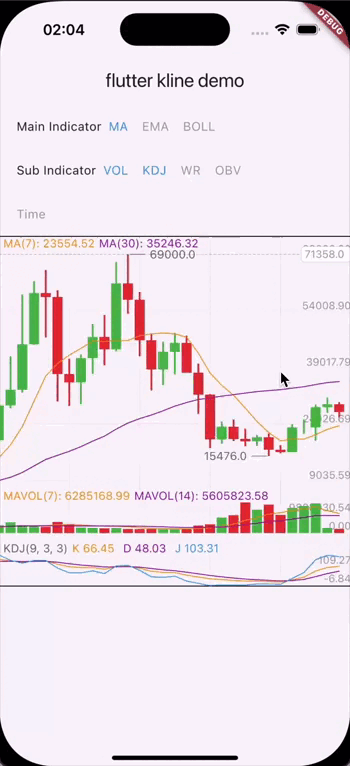 02:04
DEBUG
flutter kline demo
Main Indicator MA EMA BOLL
Sub Indicator VOL KDJ WR OBV
Time
MA(7): 23554.52 MA(30): 35246.32
69000.0
71358.0
54008.90
39017.79
15476.0
9035.59
MAVOL(7): 6285168.99 MAVOL(14): 5605823.58
0.00
KDJ(9, 3, 3) K 66.45 D 48.03 J 103.31
109.27
-6.84